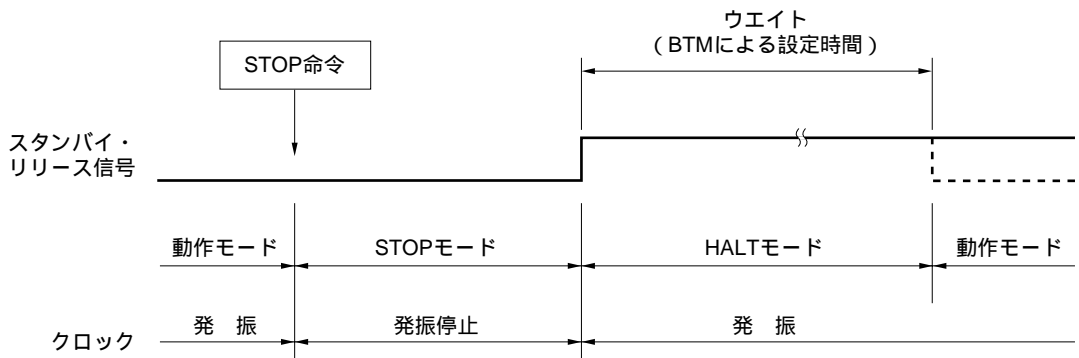 ウエイト
（BTMによる設定時間）
STOP命令
スタンバイ・
リリース信号
動作モード
STOPモード
HALTモード
動作モード
発　振
発振停止
発　振
クロック